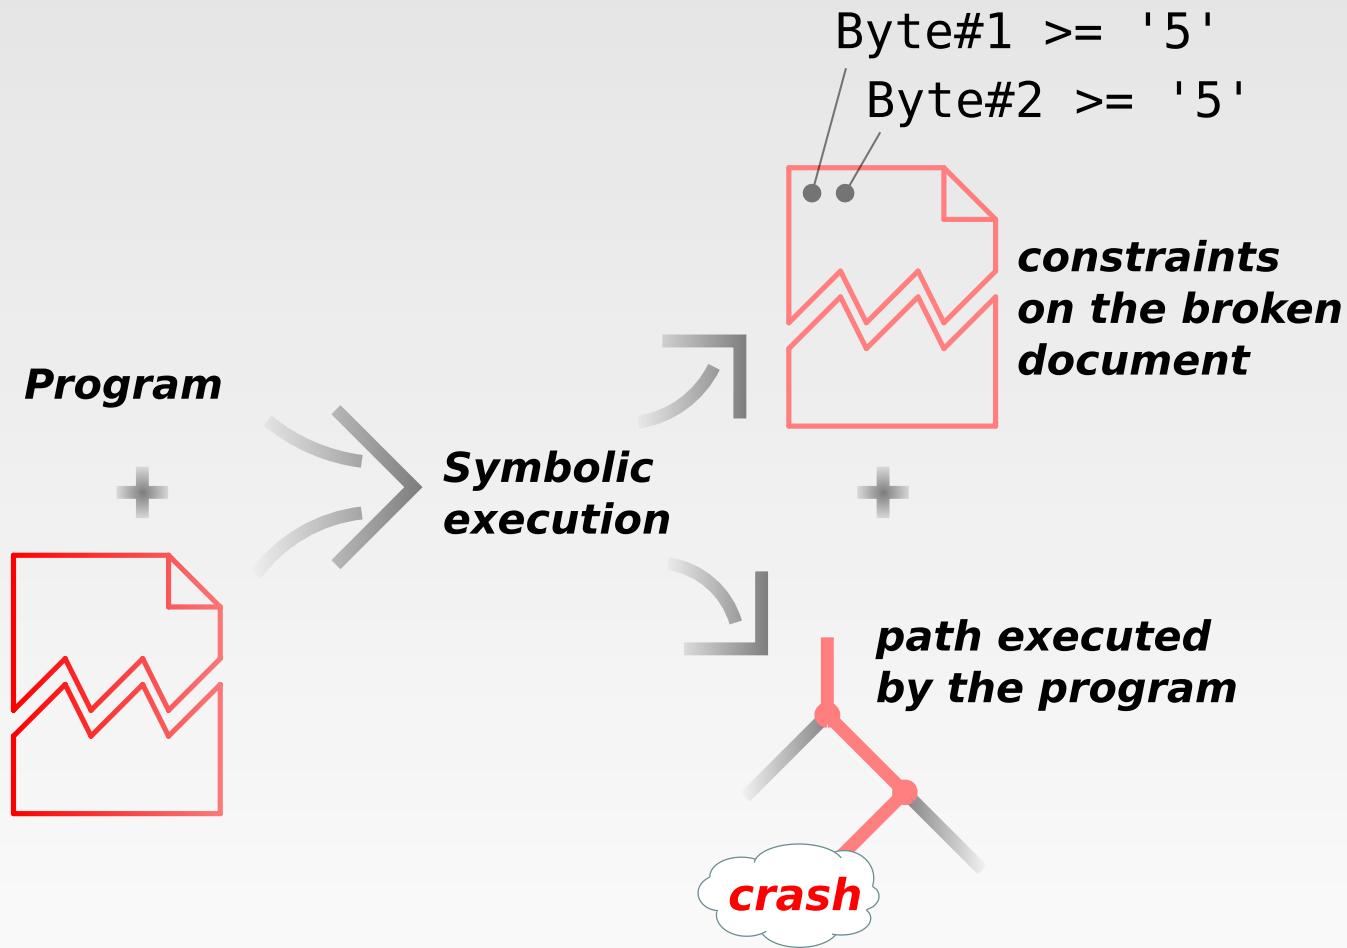 Byte#1 >= '5'
Byte#2 >= '5'
constraints
on the broken
document
Program
Symbolic
execution
path executed
by the program
crash